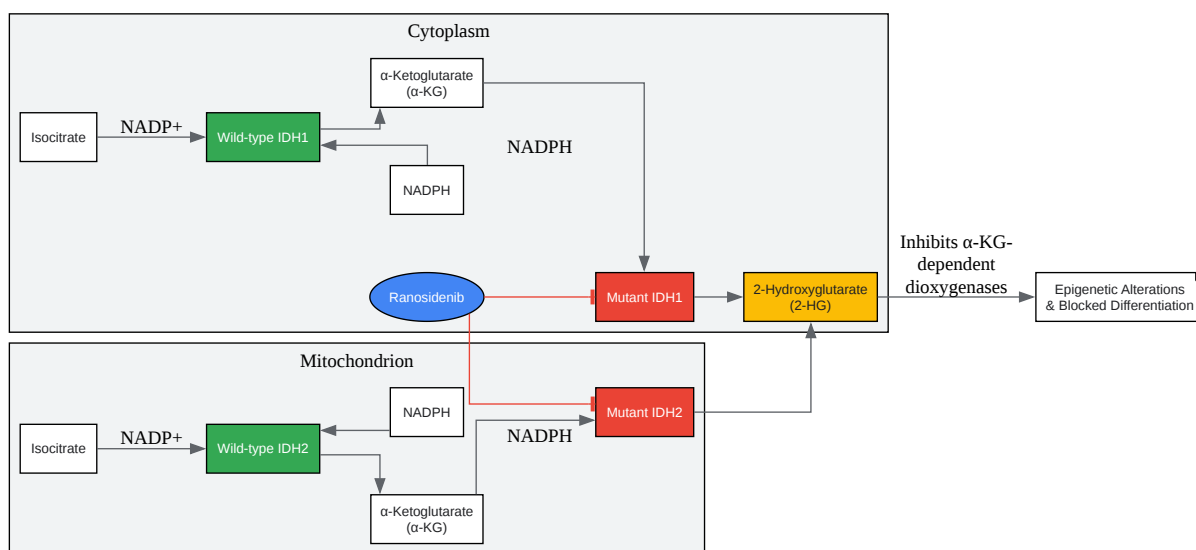 Cytoplasm
α-Ketoglutarate
(α-KG)
Isocitrate
NADP+
Wild-type IDH1
NADPH
NADPH
Inhibits α-KG-
dependent
dioxygenases
Ranosidenib
Mutant IDH1
2-Hydroxyglutarate
(2-HG)
Epigenetic Alterations
& Blocked Differentiation
Mitochondrion
NADPH
Mutant IDH2
Isocitrate
NADP+
Wild-type IDH2
NADPH
α-Ketoglutarate
(α-KG)